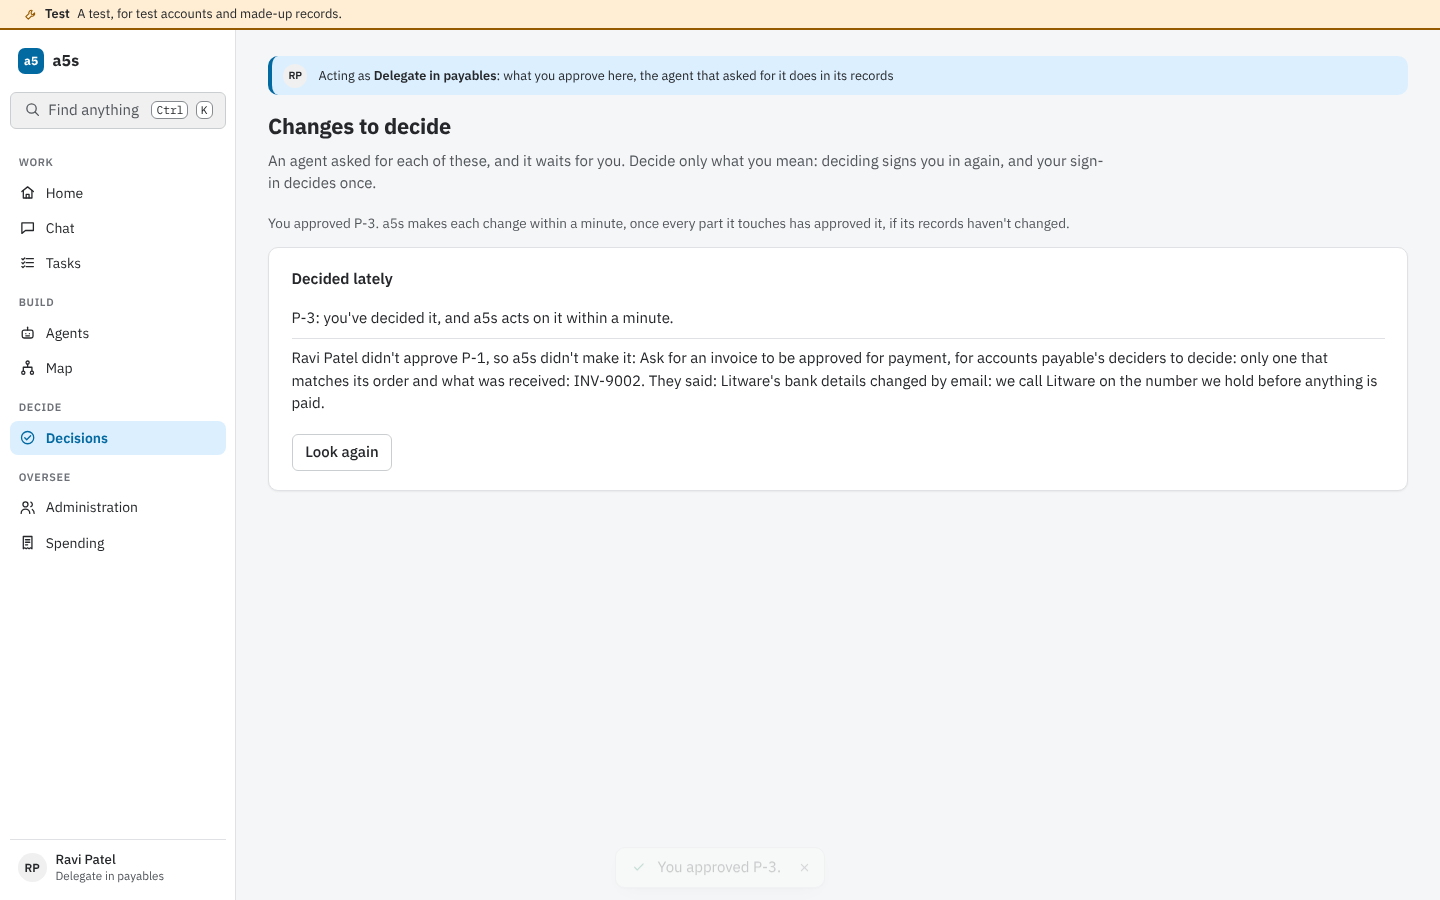 Test A test, for test accounts and made-up records.
a5 a5s
Find anything Ctrl K
WORK
Home
Chat
Tasks
BUILD
Agents
Map
DECIDE
Decisions
OVERSEE
Administration
Spending
RP Ravi Patel
Delegate in payables
RP Acting as Delegate in payables: what you approve here, the agent that asked for it does in its records
Changes to decide
An agent asked for each of these, and it waits for you. Decide only what you mean: deciding signs you in again, and your sign-
in decides once.
You approved P-3. a5s makes each change within a minute, once every part it touches has approved it, if its records haven't changed.
Decided lately
P-3: you've decided it, and a5s acts on it within a minute.
Ravi Patel didn't approve P-1, so a5s didn't make it: Ask for an invoice to be approved for payment, for accounts payable's deciders to decide: only one that
matches its order and what was received: INV-9002. They said: Litware's bank details changed by email: we call Litware on the number we hold before anything is
paid.
Look again
You approved P-3.